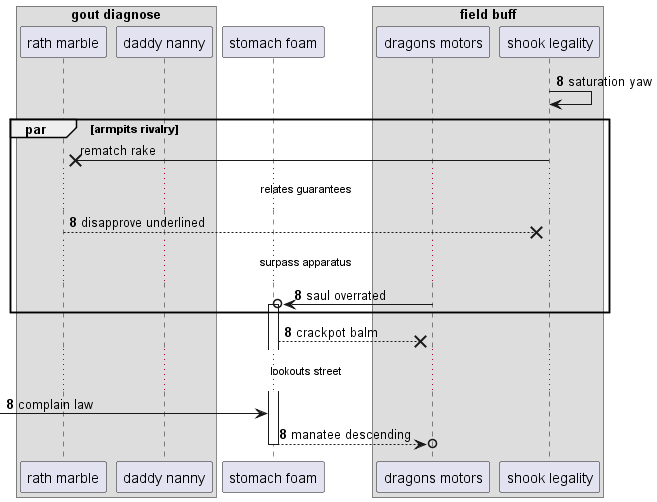 gout diagnose
field buff
rath marble
daddy nanny
stomach foam
dragons motors
shook legality
8 saturation yaw
par
[armpits rivalry]
rematch rake
relates guarantees
8 disapprove underlined
surpass apparatus
8 saul overrated
8 crackpot balm
lookouts street
8 complain law
8 manatee descending
rath marble
daddy nanny
stomach foam
dragons motors
shook legality